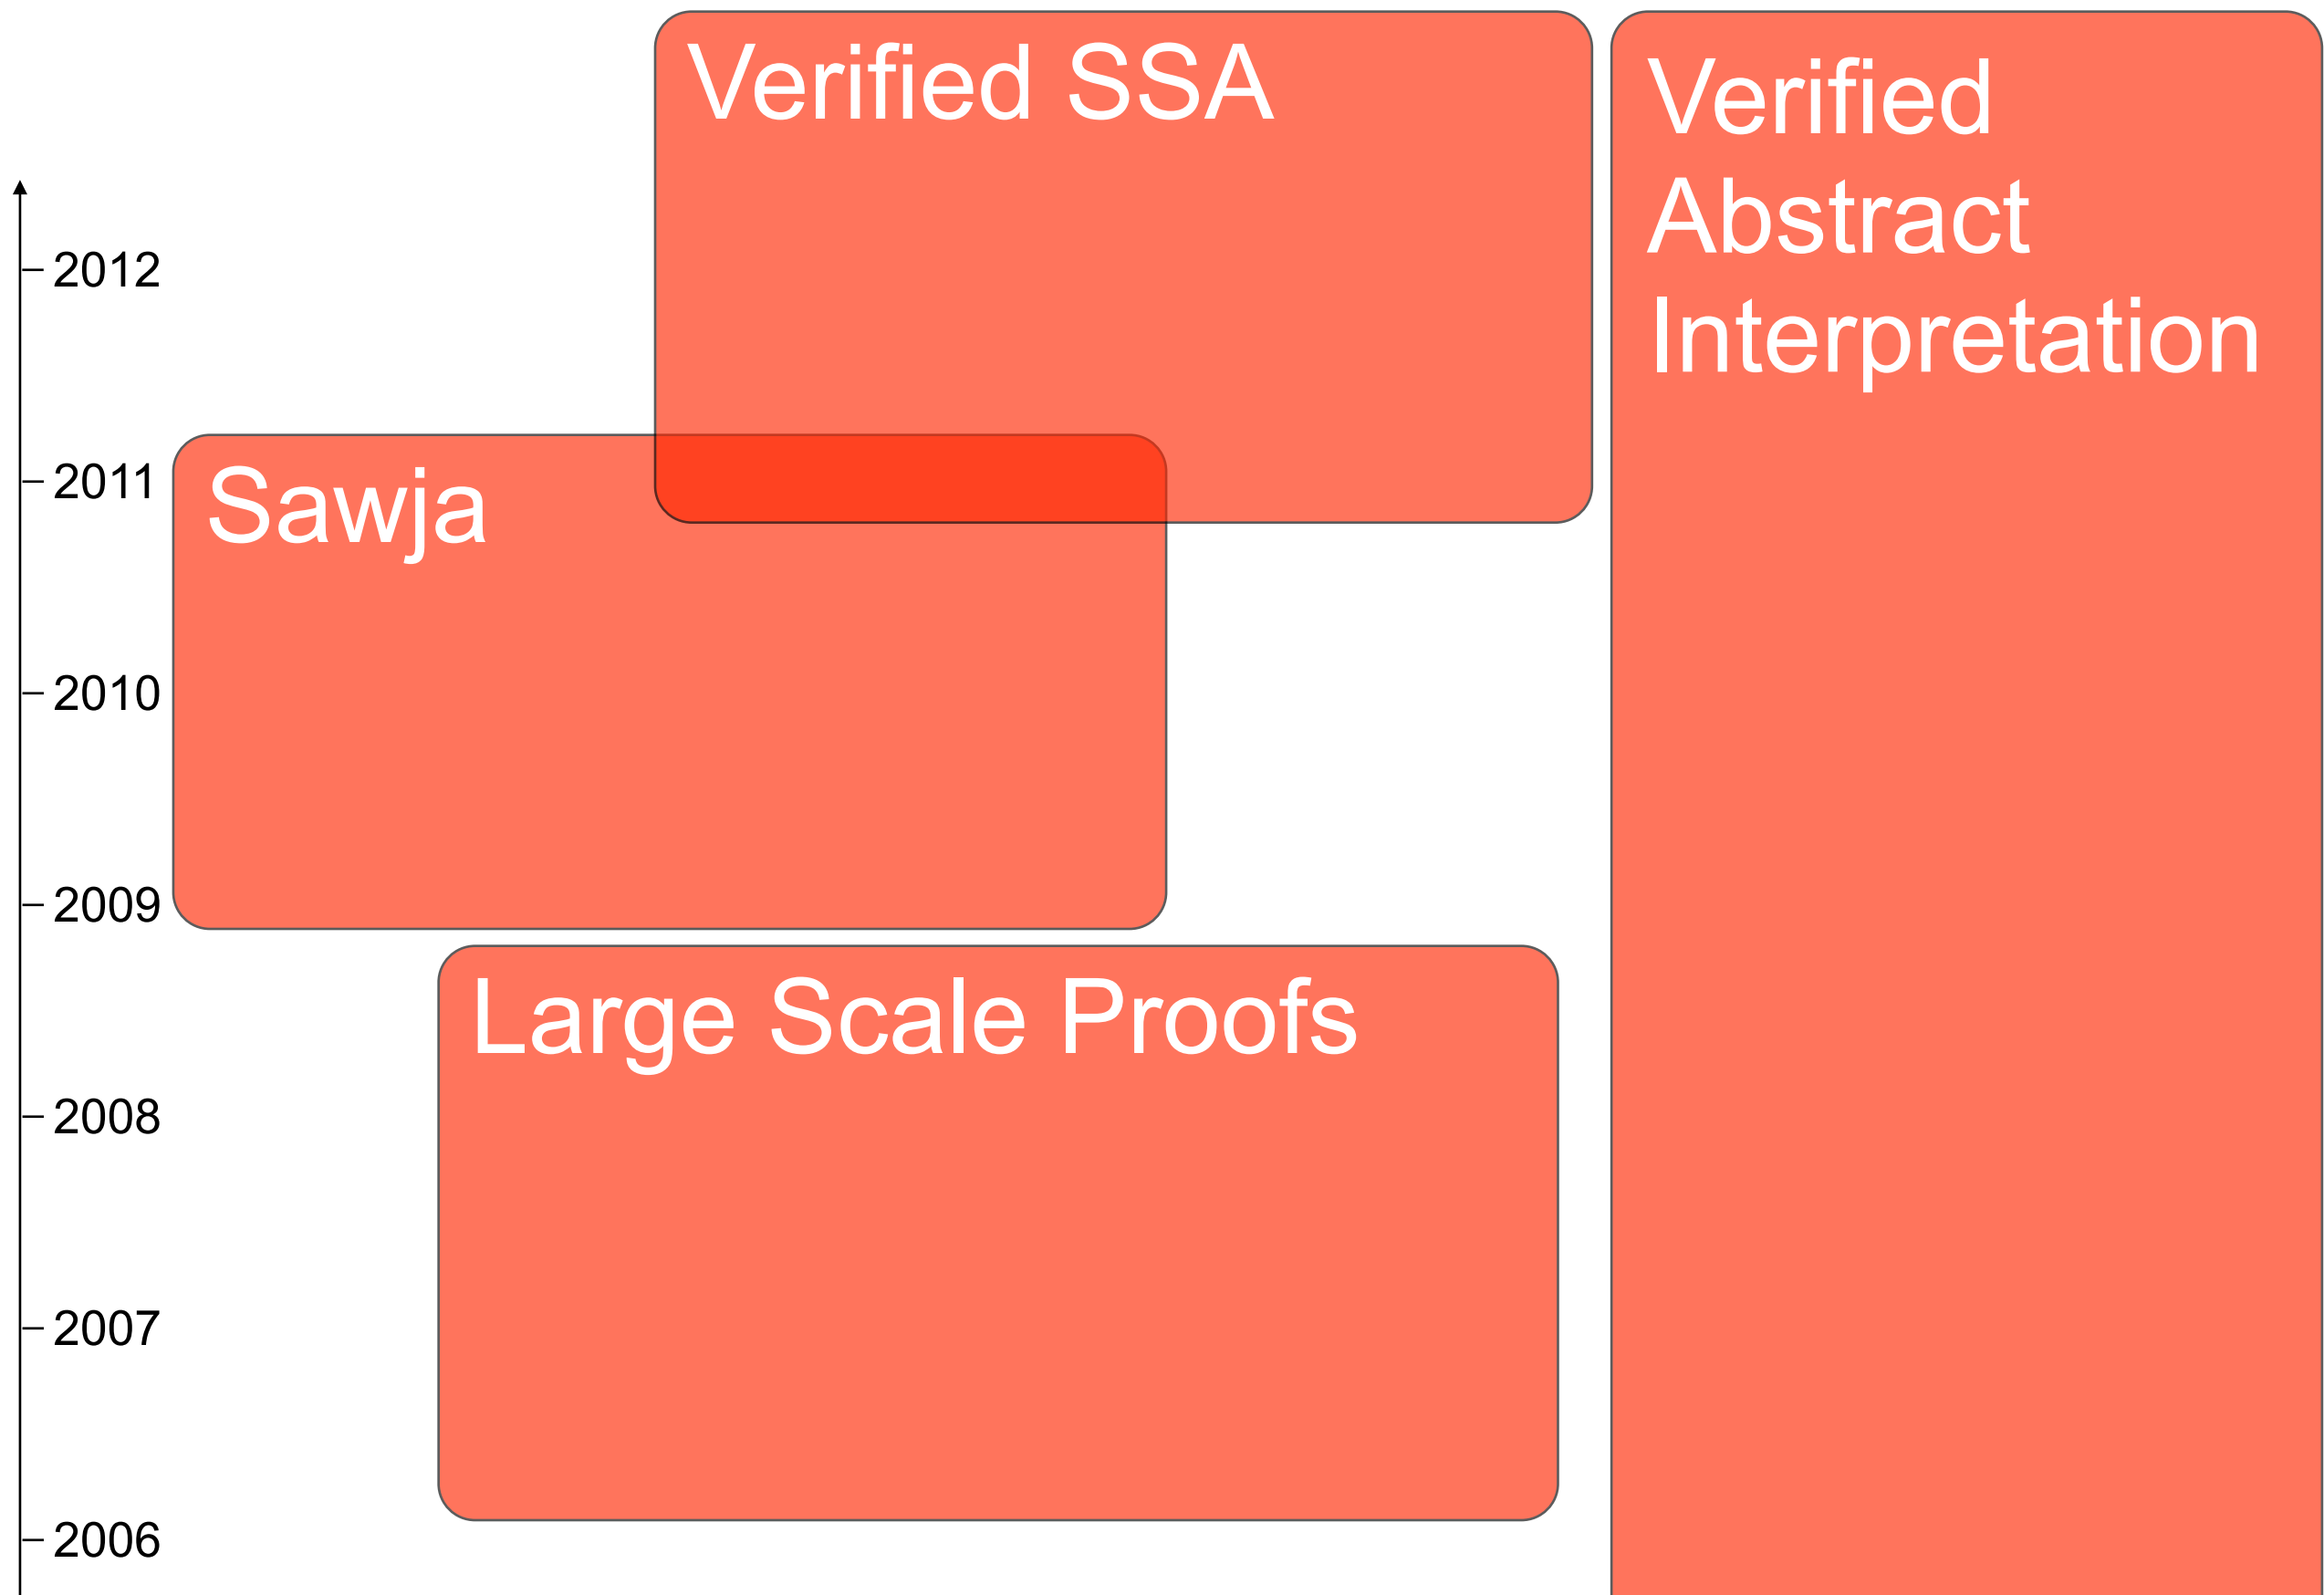 Verified SSA
Verified
Abstract
Interpretation
2012
2011
Sawja
2010
2009
Large Scale Proofs
2008
2007
2006